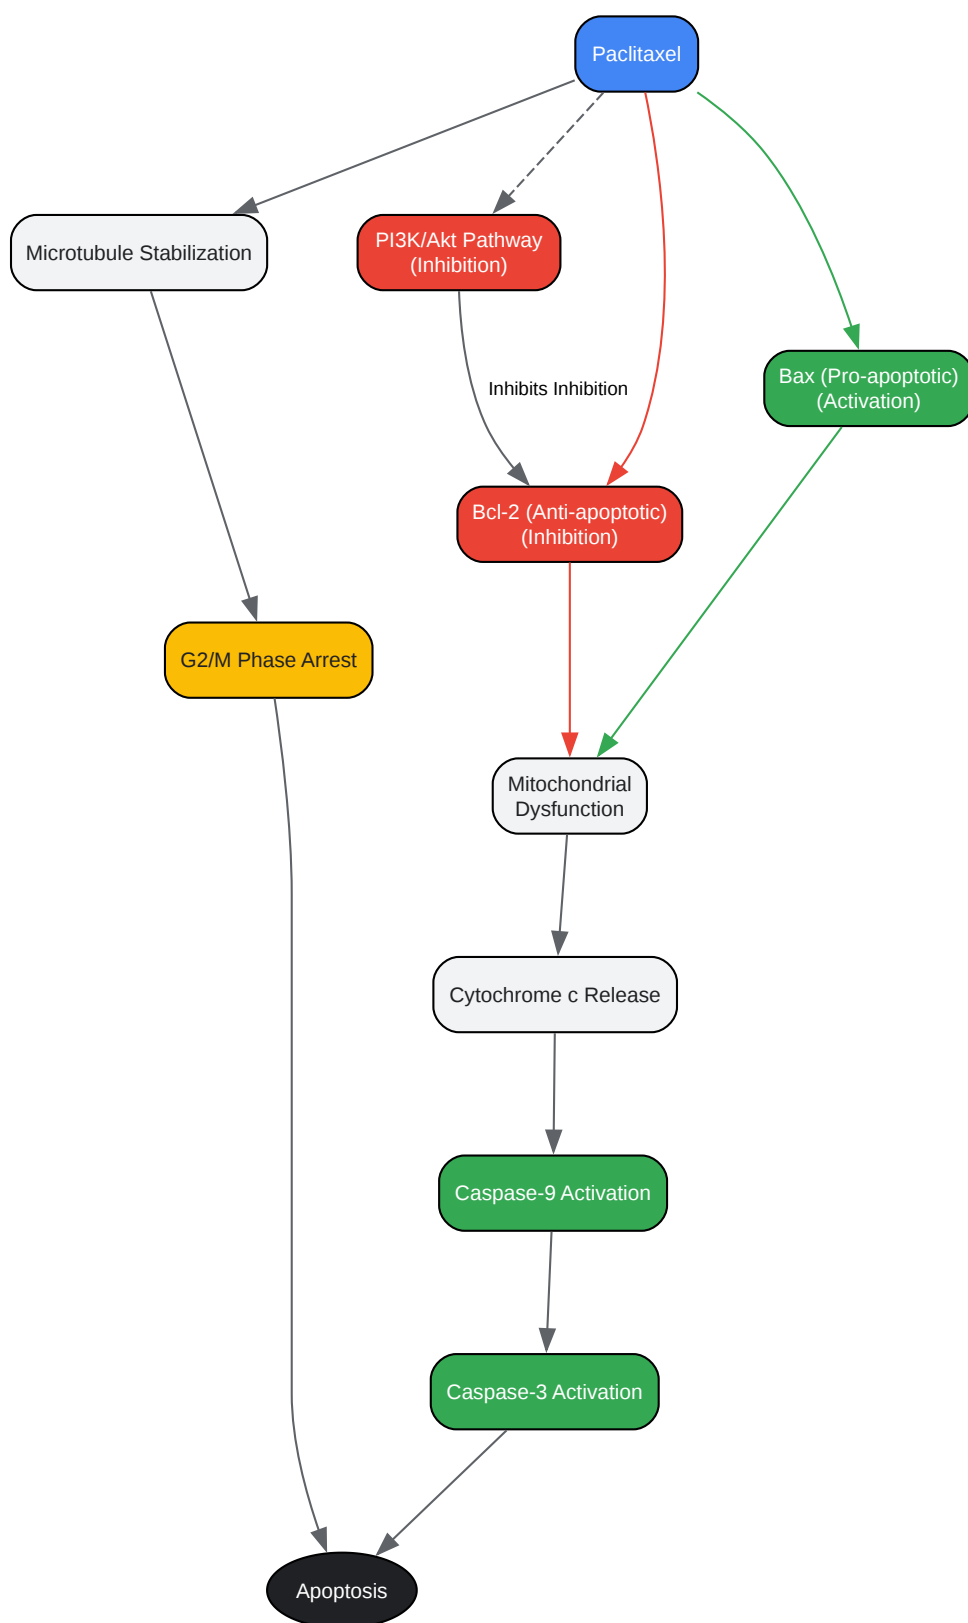 Paclitaxel
Microtubule Stabilization
PI3K/Akt Pathway
(Inhibition)
Bax (Pro-apoptotic)
(Activation)
Inhibits Inhibition
Bcl-2 (Anti-apoptotic)
(Inhibition)
G2/M Phase Arrest
Mitochondrial
Dysfunction
Cytochrome c Release
Caspase-9 Activation
Caspase-3 Activation
Apoptosis